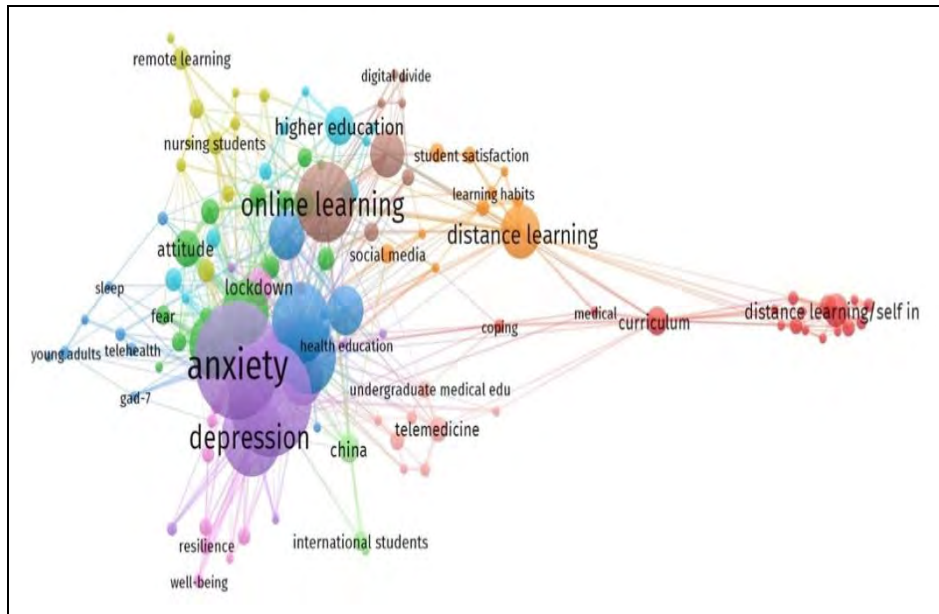 remote learning
digital divide
higher education
nursing students
student satisfaction
learning habits
online learning
distance learning
attitude
social media
lockdown
sleep
distance learning/self in
fear
medical
curriculum
coping
health education
young adults
telehealth
anxiety
undergraduate medical edu
gad-7
telemedicine
depression
china
international students
resilience
well-being